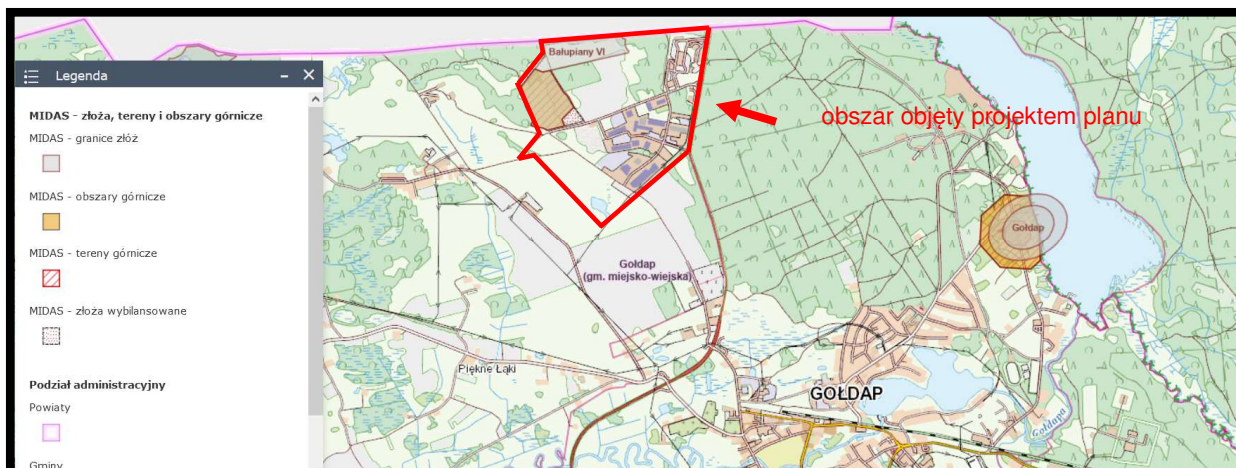 Legenda
MIDAS - złoża, tereny i obszary górnicze
MIDAS - granice złóż
MIDAS - obszary górnicze
MIDAS - tereny górnicze
MIDAS - złoża wybilansowane
Podział administracyjny
Powiaty
Gminy
Bałupiany VI
obszar objęty projektem planu
Gołdap
Gołdap
(gm. miejsko-wiejska)
Piękne Łąki
GOŁDAP
Gołdapa